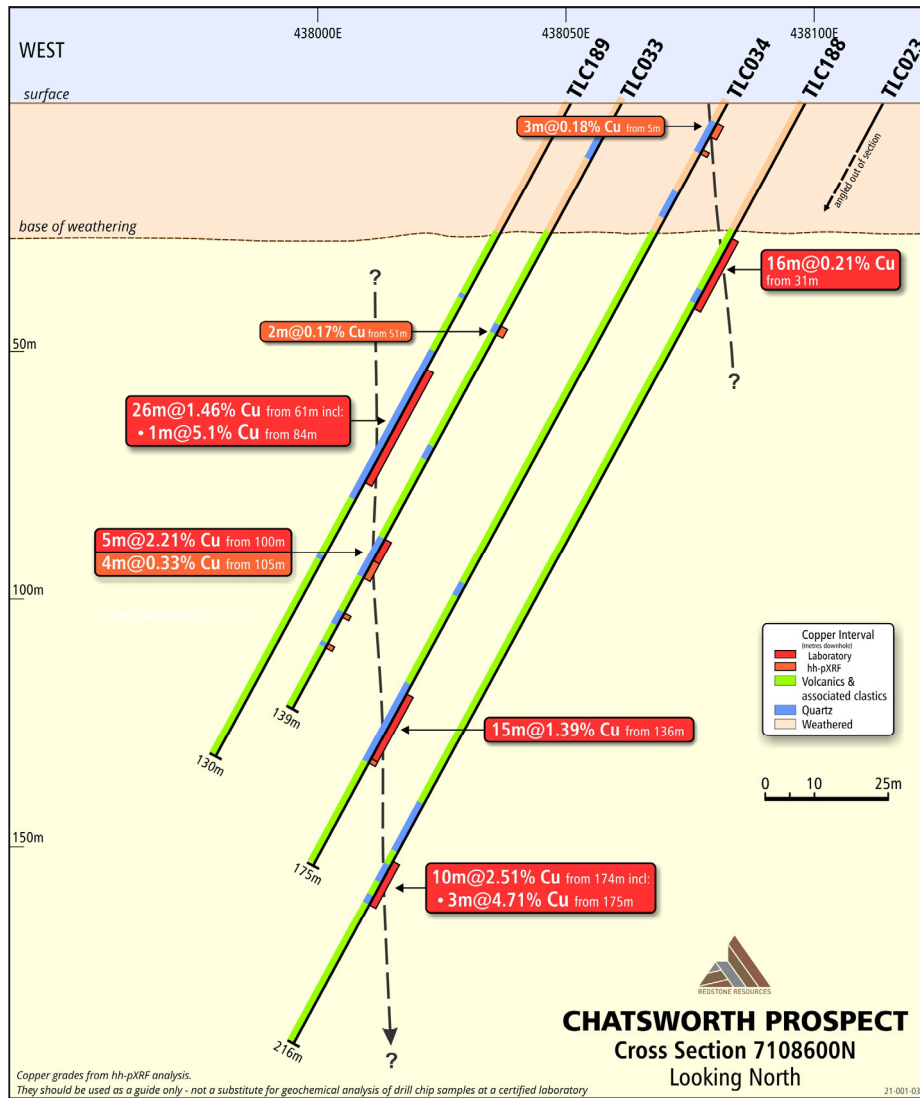 438000E
438050E
438100E
WEST
TLC189
TLC033
TLC034
TLC188
TLC023
surface
3m@0.18% Cu from 5m
angled out of section
base of weathering
16m@0.21% Cu
from 31m
?
2m@0.17% Cu from 51m
50m
?
26m@1.46% Cu from 61m incl:
• 1m@5.1% Cu from 84m
5m@2.21% Cu from 100m
4m@0.33% Cu from 105m
100m
Copper Interval
(metres downhole)
Laboratory
hh-pXRF
Volcanics &
associated clastics
Quartz
Weathered
139m
15m@1.39% Cu from 136m
130m
0 10 25m
150m
175m
10m@2.51% Cu from 174m incl:
• 3m@4.71% Cu from 175m
REDSTONE RESOURCES
CHATSWORTH PROSPECT
216m
?
Cross Section 7108600N
Looking North
Copper grades from hh-pXRF analysis.
They should be used as a guide only - not a substitute for geochemical analysis of drill chip samples at a certified laboratory
21-001-03